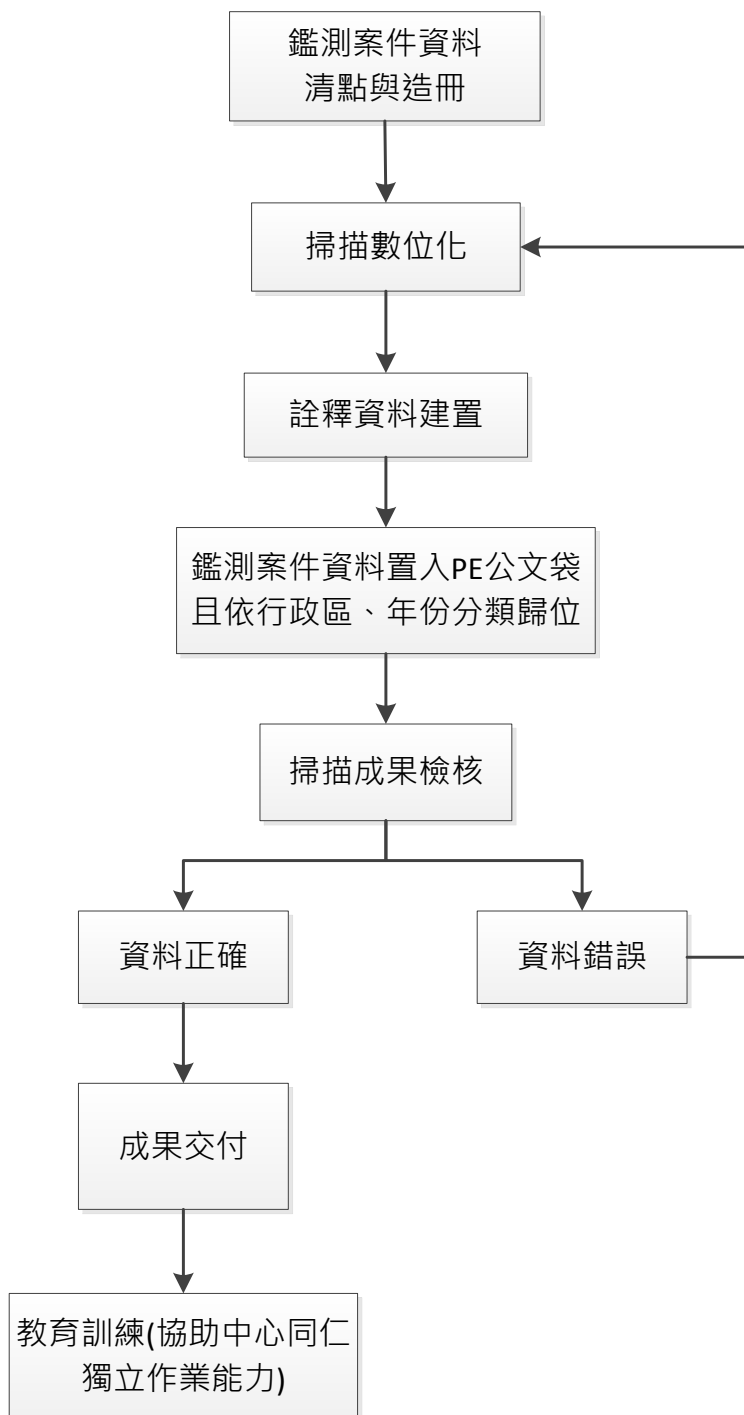 鑑測案件資料
清點與造冊
掃描數位化
詮釋資料建置
鑑測案件資料置入PE公文袋
且依行政區、年份分類歸位
掃描成果檢核
資料正確
資料錯誤
成果交付
教育訓練(協助中心同仁
獨立作業能力)